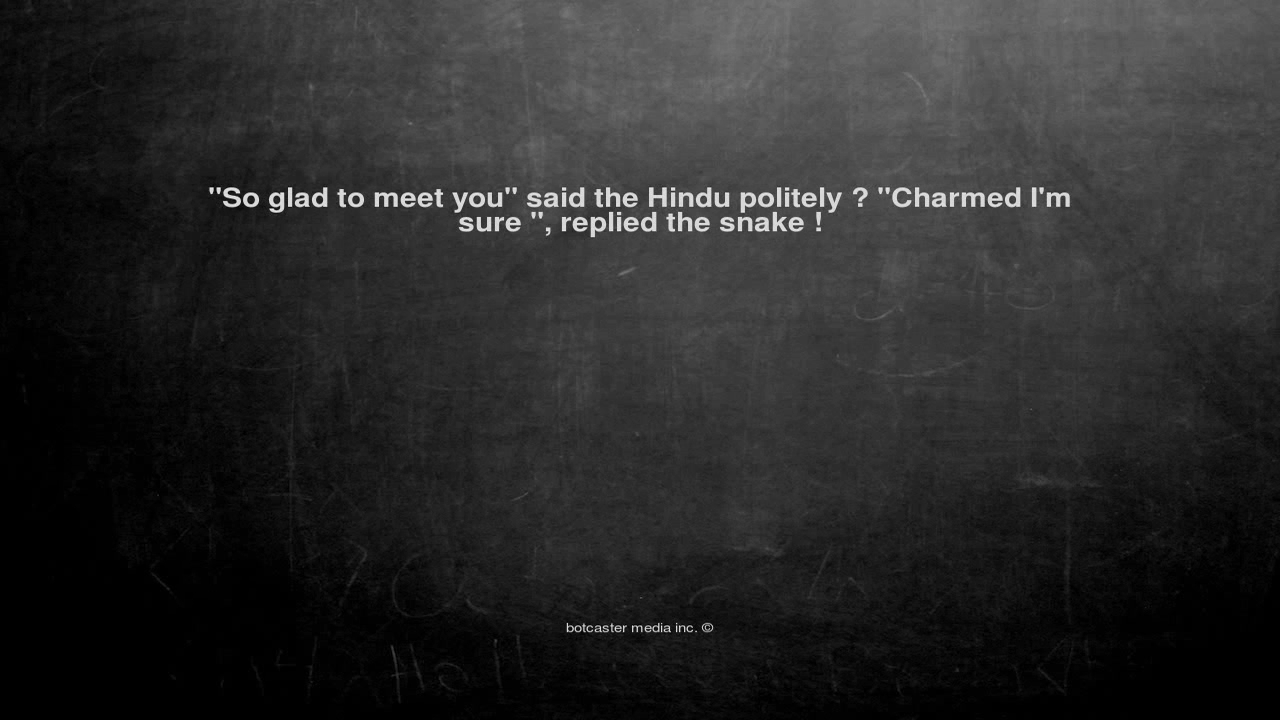 "So glad to meet you" said the Hindu politely ? "Charmed I'm
sure ", replied the snake !
botcaster media inc. ©